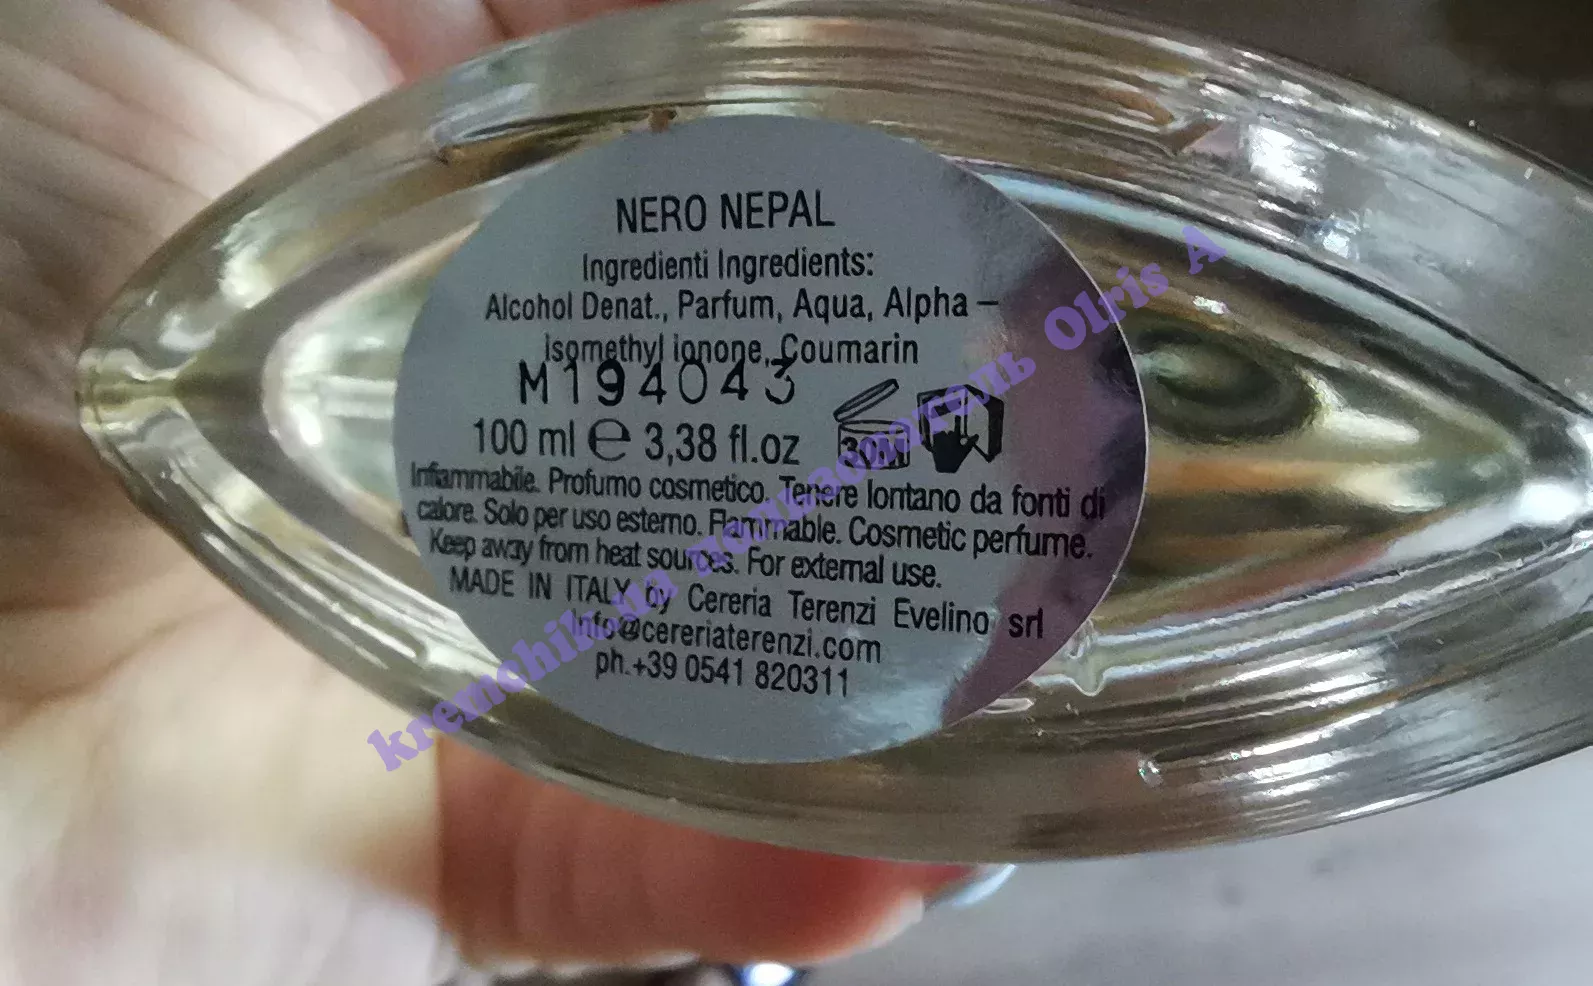 NERO NEPAL
Ingredienti Ingredients:
Alcohol Denat., Parfum, Aqua, Alpha –
Isomethyl ionone, Coumarin
M194043
100 ml e 3,38 fl.oz 30M
Infiammabile. Profumo cosmetico. Tenere lontano da fonti di
calore. Solo per uso esterno. Flammable. Cosmetic perfume.
Keep away from heat sources. For external use.
MADE IN ITALY by Cereria Terenzi Evelino srl
Info@cereriaterenzi.com
ph.+39 0541 820311
Olris A